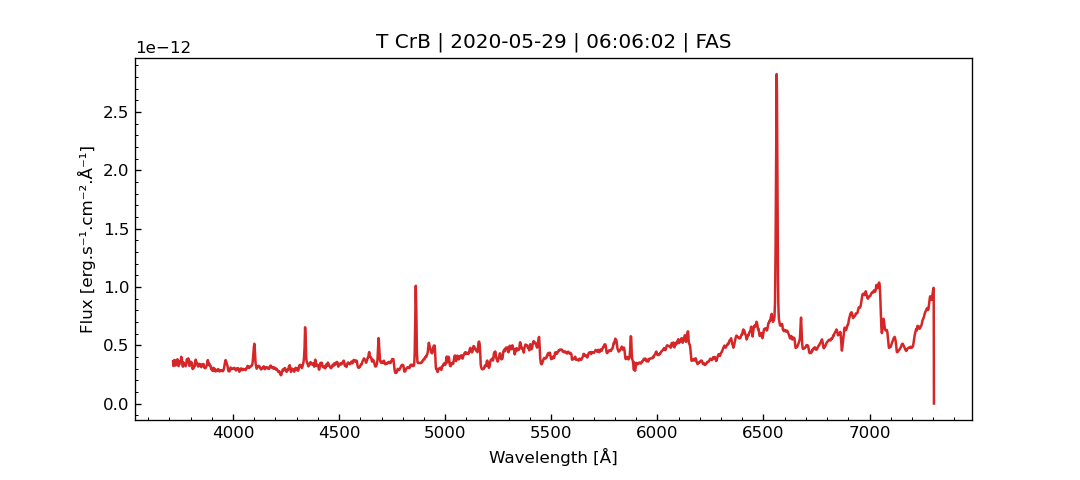 T CrB | 2020-05-29 | 06:06:02 | FAS
1e−12
2.5
2.0
1.5
1.0
0.5
0.0
Flux [erg.s⁻¹.cm⁻².Å⁻¹]
4000 4500 5000 5500 6000 6500 7000
Wavelength [Å]